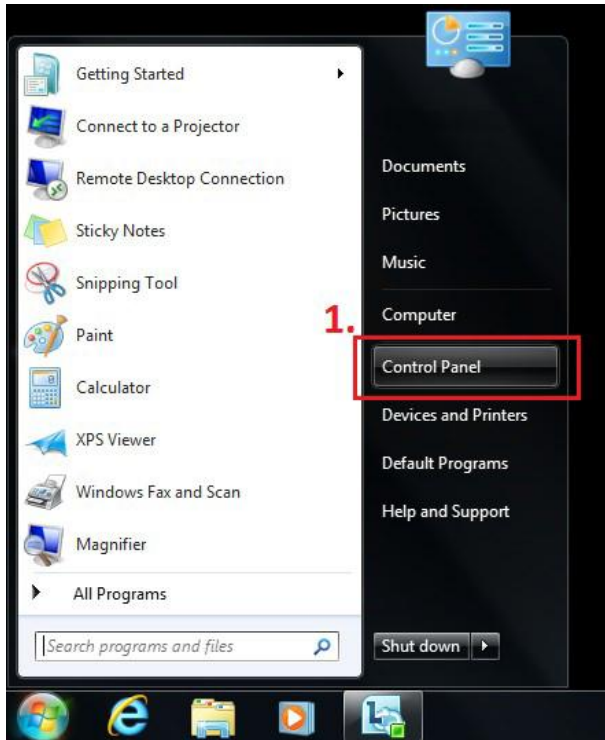 Getting Started
Connect to a Projector
Remote Desktop Connection
Sticky Notes
Snipping Tool
Paint
Calculator
XPS Viewer
Windows Fax and Scan
Magnifier
All Programs
Search programs and files
Documents
Pictures
Music
Computer
1.
Control Panel
Devices and Printers
Default Programs
Help and Support
Shut down